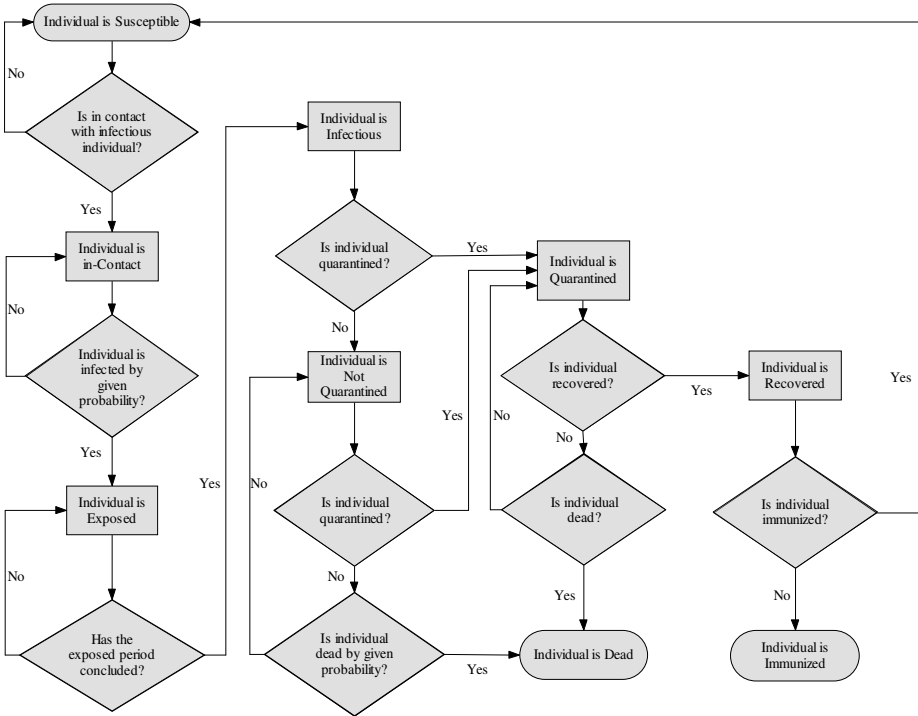 Individual is Susceptible
No
Is in contact
with infectious
individual?
Yes
Individual is
in-Contact
No
Individual is
infected by
given
probability?
Yes
Individual is
Exposed
No
Has the
exposed period
concluded?
Yes
Individual is
Infectious
Is individual
quarantined?
Yes
No
Individual is
Not
Quarantined
No
Is individual
quarantined?
Yes
No
Is individual
dead by given
probability?
Yes
Individual is
Quarantined
Is individual
recovered?
Yes
No
No
Is individual
dead?
Yes
Individual is Dead
Individual is
Recovered
Is individual
immunized?
Yes
No
Individual is
Immunized